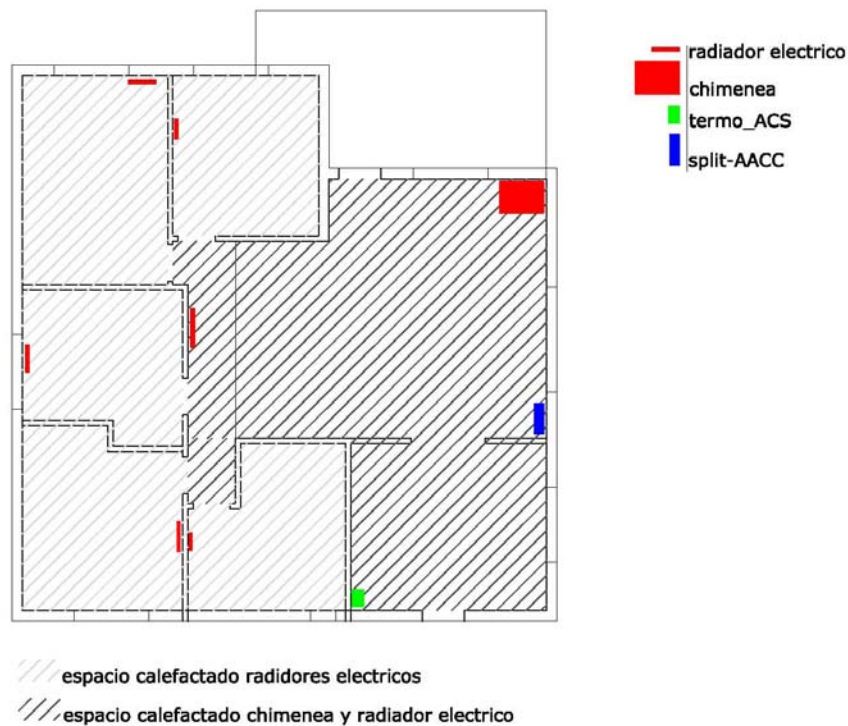 radiador electrico
chimenea
termo_ACS
split-AACC
espacio calefactado radidores electricos
espacio calefactado chimenea y radiador electrico